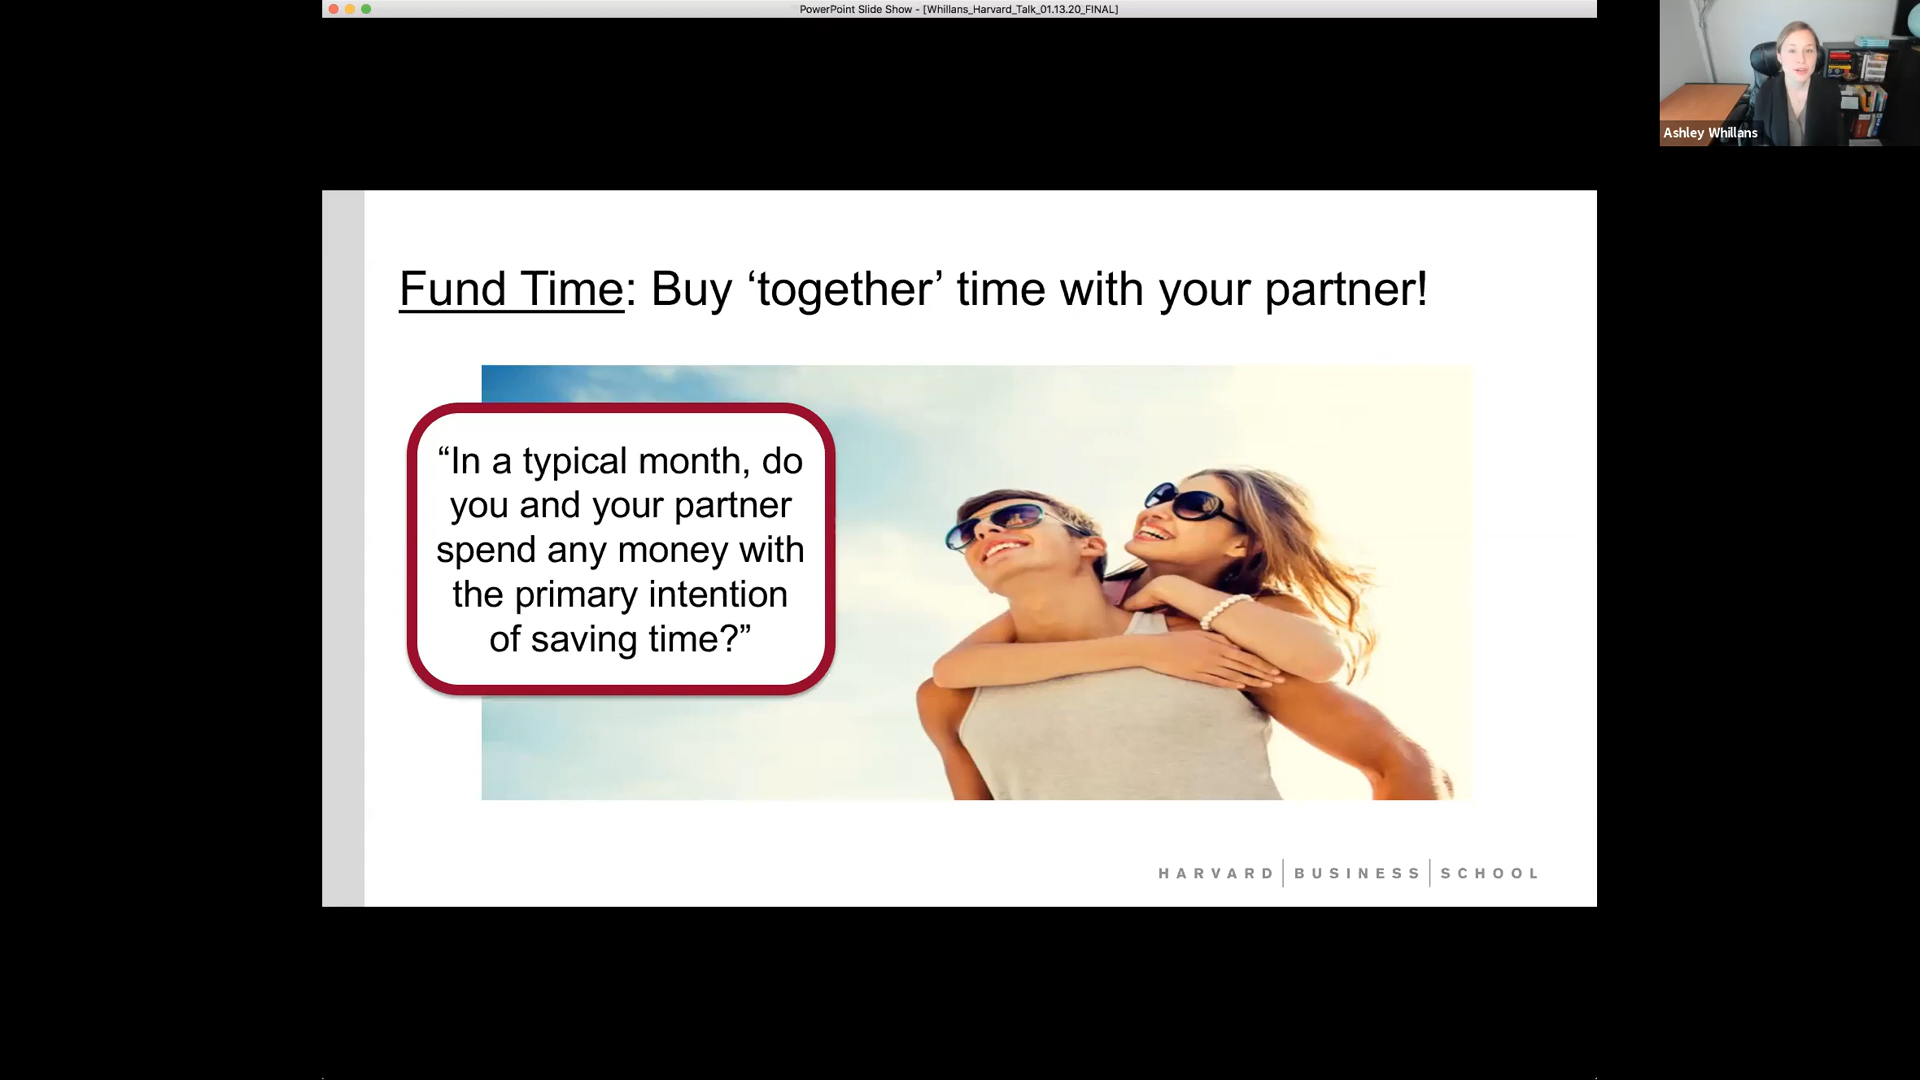 PowerPoint Slide Show - [Whillans_Harvard_Talk_01.13.20_FINAL]
Ashley Whillans
Fund Time: Buy ‘together’ time with your partner!
“In a typical month, do
you and your partner
spend any money with
the primary intention
of saving time?”
HARVARD | BUSINESS | SCHOOL